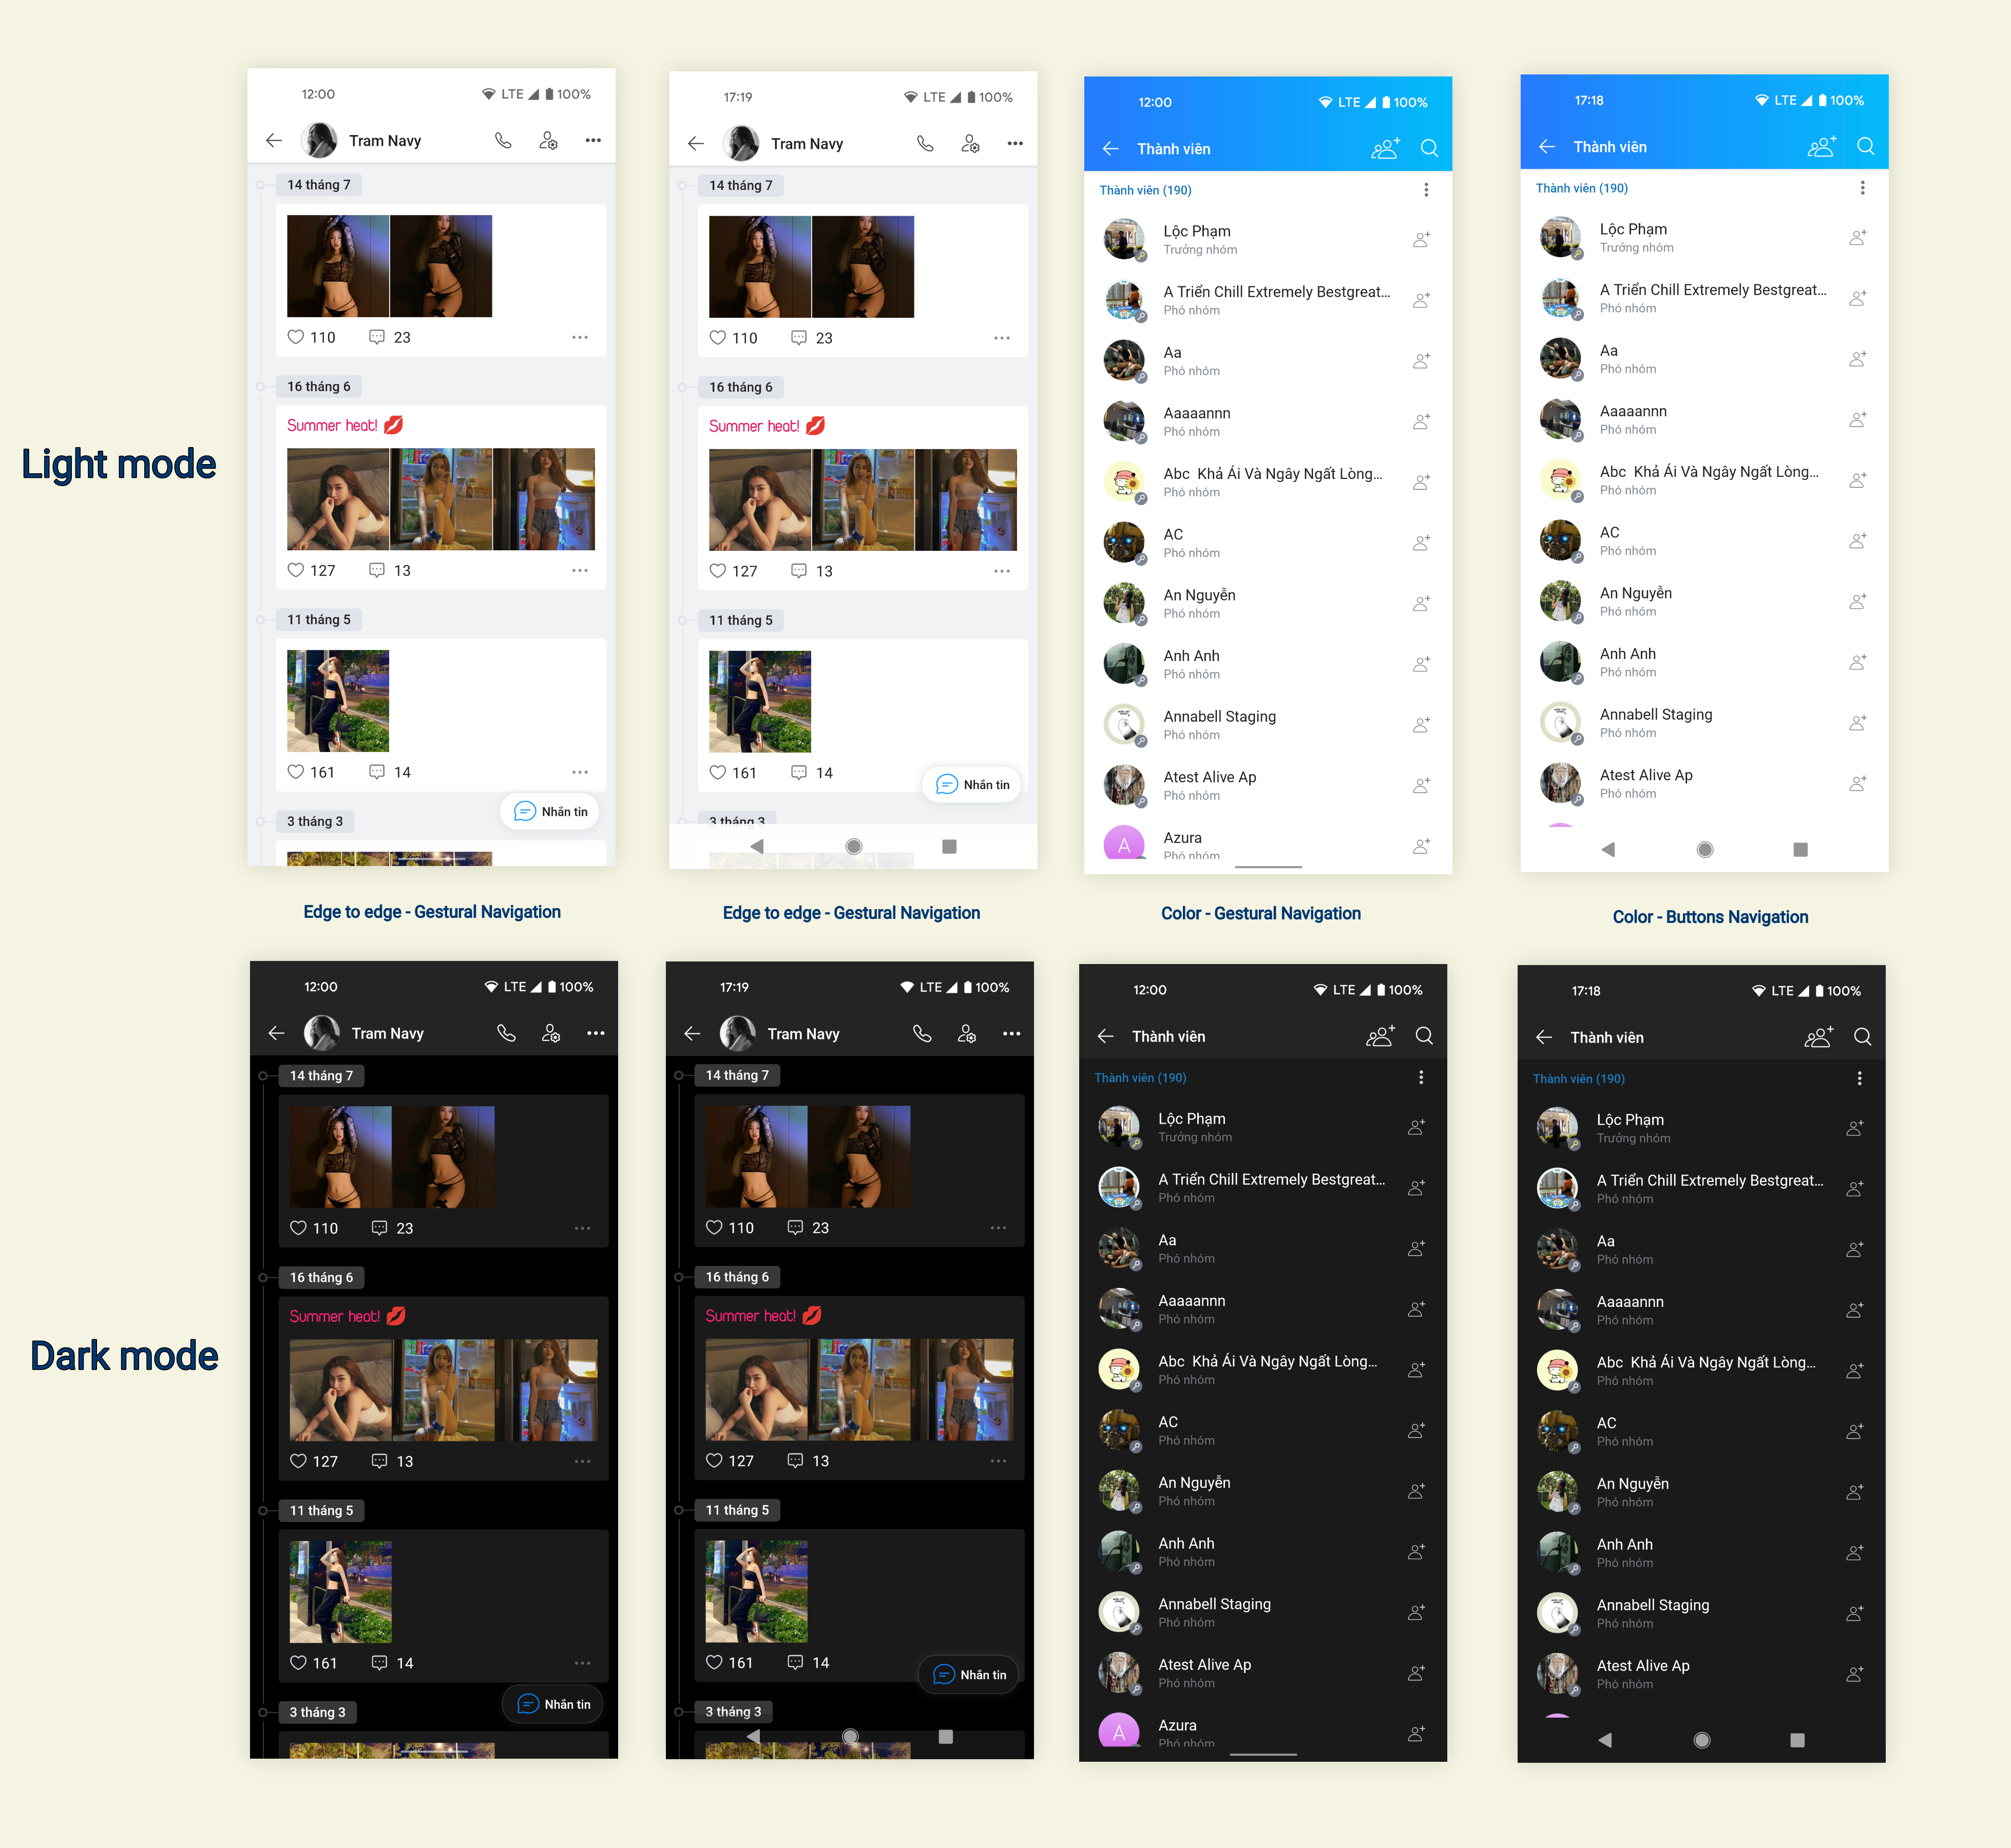 Light mode
12:00 LTE 100%
Tram Navy
14 tháng 7
110 23
16 tháng 6
Summer heat! 💋
127 13
11 tháng 5
161 14
Nhắn tin
3 tháng 3
Edge to edge - Gestural Navigation
17:19 LTE 100%
Tram Navy
14 tháng 7
110 23
16 tháng 6
Summer heat! 💋
127 13
11 tháng 5
161 14
Nhắn tin
3 tháng 3
Edge to edge - Gestural Navigation
12:00 LTE 100%
Thành viên
Thành viên (190)
Lộc Phạm
Trưởng nhóm
A Triển Chill Extremely Bestgreat...
Phó nhóm
Aa
Phó nhóm
Aaaaannn
Phó nhóm
Abc Khả Ái Và Ngây Ngất Lòng...
Phó nhóm
AC
Phó nhóm
An Nguyễn
Phó nhóm
Anh Anh
Phó nhóm
Annabell Staging
Phó nhóm
Atest Alive Ap
Phó nhóm
A Azura
Phó nhóm
Color - Gestural Navigation
17:18 LTE 100%
Thành viên
Thành viên (190)
Lộc Phạm
Trưởng nhóm
A Triển Chill Extremely Bestgreat...
Phó nhóm
Aa
Phó nhóm
Aaaaannn
Phó nhóm
Abc Khả Ái Và Ngây Ngất Lòng...
Phó nhóm
AC
Phó nhóm
An Nguyễn
Phó nhóm
Anh Anh
Phó nhóm
Annabell Staging
Phó nhóm
Atest Alive Ap
Phó nhóm
Color - Buttons Navigation
Dark mode
12:00 LTE 100%
Tram Navy
14 tháng 7
110 23
16 tháng 6
Summer heat! 💋
127 13
11 tháng 5
161 14
Nhắn tin
3 tháng 3
17:19 LTE 100%
Tram Navy
14 tháng 7
110 23
16 tháng 6
Summer heat! 💋
127 13
11 tháng 5
161 14
Nhắn tin
3 tháng 3
12:00 LTE 100%
Thành viên
Thành viên (190)
Lộc Phạm
Trưởng nhóm
A Triển Chill Extremely Bestgreat...
Phó nhóm
Aa
Phó nhóm
Aaaaannn
Phó nhóm
Abc Khả Ái Và Ngây Ngất Lòng...
Phó nhóm
AC
Phó nhóm
An Nguyễn
Phó nhóm
Anh Anh
Phó nhóm
Annabell Staging
Phó nhóm
Atest Alive Ap
Phó nhóm
A Azura
Phó nhóm
17:18 LTE 100%
Thành viên
Thành viên (190)
Lộc Phạm
Trưởng nhóm
A Triển Chill Extremely Bestgreat...
Phó nhóm
Aa
Phó nhóm
Aaaaannn
Phó nhóm
Abc Khả Ái Và Ngây Ngất Lòng...
Phó nhóm
AC
Phó nhóm
An Nguyễn
Phó nhóm
Anh Anh
Phó nhóm
Annabell Staging
Phó nhóm
Atest Alive Ap
Phó nhóm